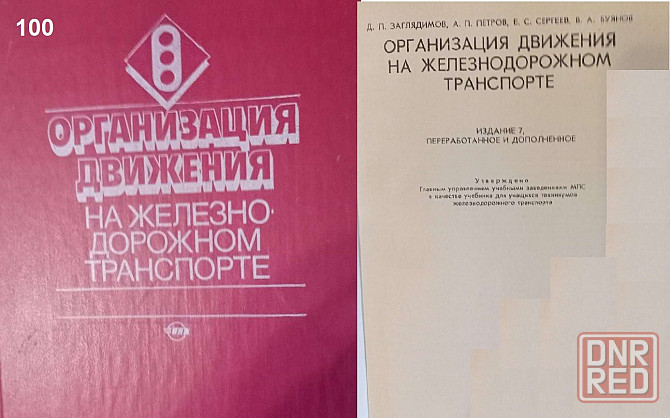 100
ОРГАНИЗАЦИЯ
ДВИЖЕНИЯ
НА ЖЕЛЕЗНО-
ДОРОЖНОМ
ТРАНСПОРТЕ
Д. П. ЗАГЛЯДИМОВ, А. П. ПЕТРОВ, Е. С. СЕРГЕЕВ, В. А. БУЯНОВ
ОРГАНИЗАЦИЯ ДВИЖЕНИЯ
НА ЖЕЛЕЗНОДОРОЖНОМ
ТРАНСПОРТЕ
ИЗДАНИЕ 7,
ПЕРЕРАБОТАННОЕ И ДОПОЛНЕННОЕ
Утверждено
Главным управлением учебными заведениями МПС
в качестве учебника для учащихся техникумов
железнодорожного транспорта
DNR
RED